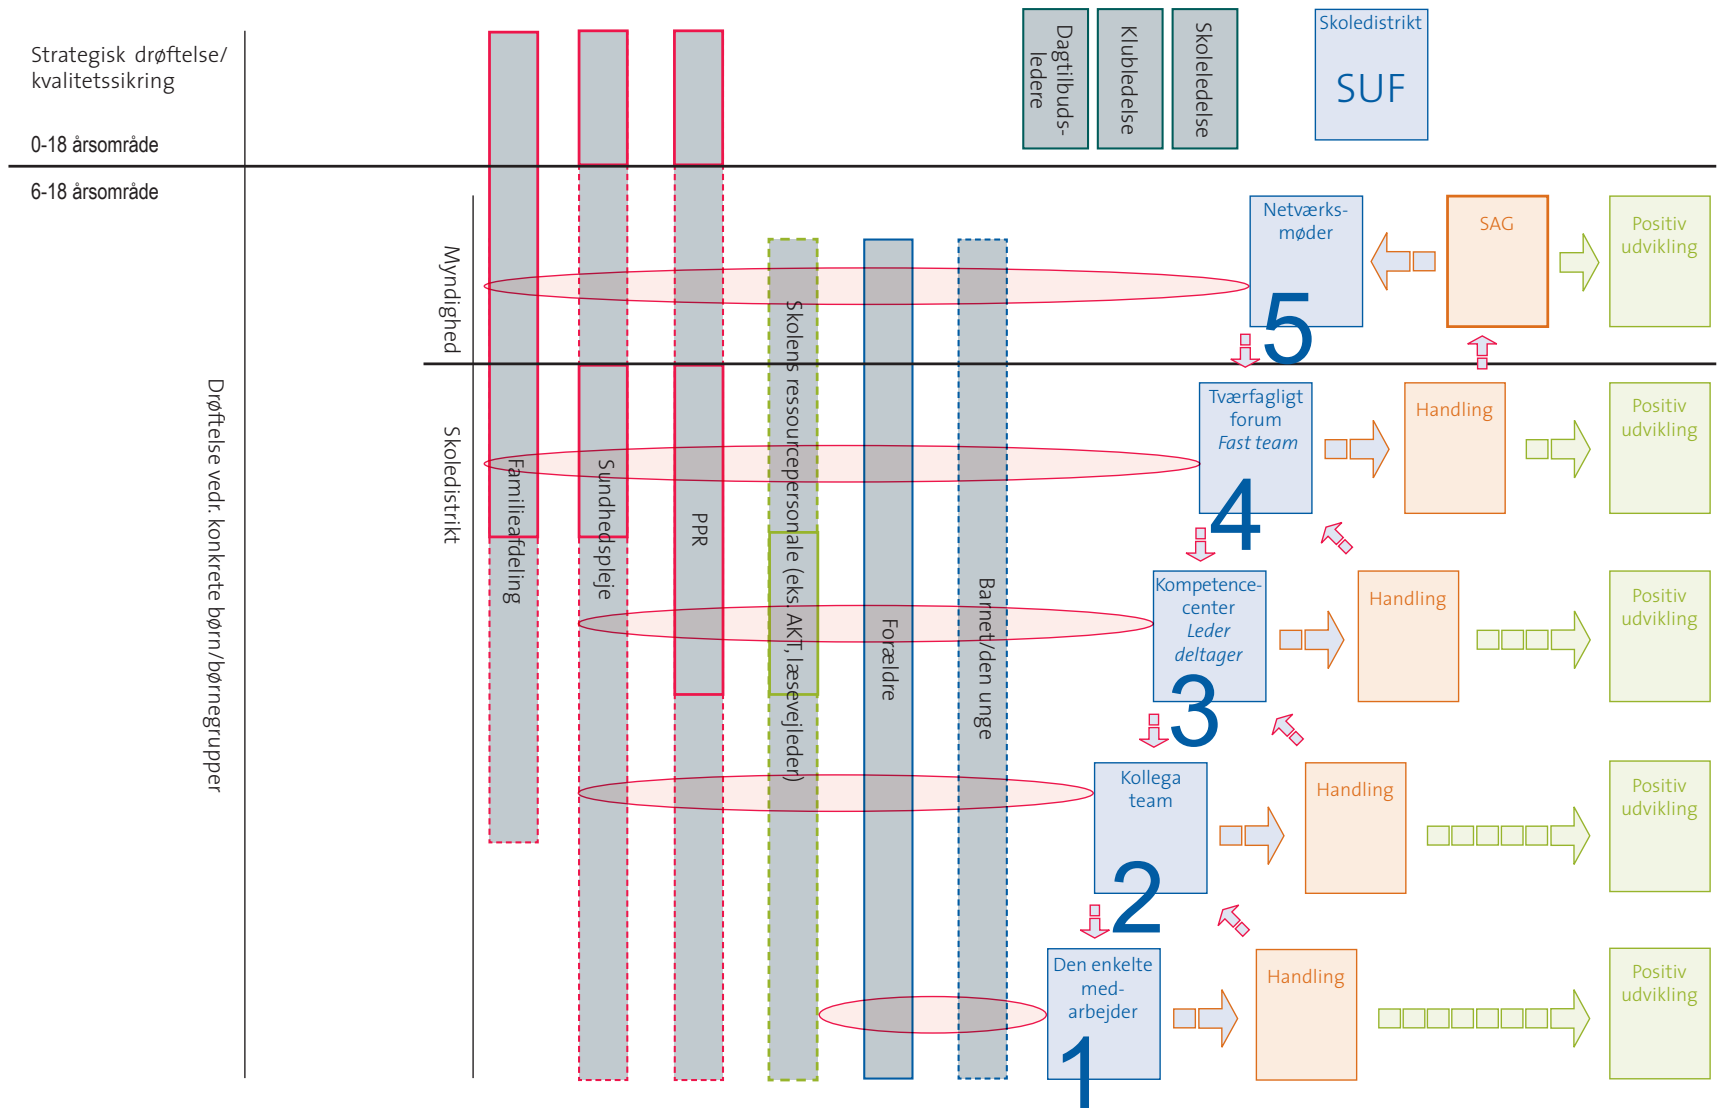 Strategisk drøftelse/
kvalitetssikring
0-18 årsområde
6-18 årsområde
Dagtilbuds-
ledere
Klubledelse
Skoleledelse
Skoledistrikt
SUF
Drøftelse vedr. konkrete børn/børnegrupper
Myndighed
Skoledistrikt
Familieafdeling
Sundhedspleje
PPR
Skolens ressourcepersonale (eks. AKT, læsevejleder)
Forældre
Barnet/den unge
Netværks-
møder
5
SAG
Positiv
udvikling
Tværfagligt
forum
Fast team
4
Handling
Positiv
udvikling
Kompetence-
center
Leder
deltager
3
Handling
Positiv
udvikling
Kollega
team
2
Handling
Positiv
udvikling
Den enkelte
med-
arbejder
1
Handling
Positiv
udvikling